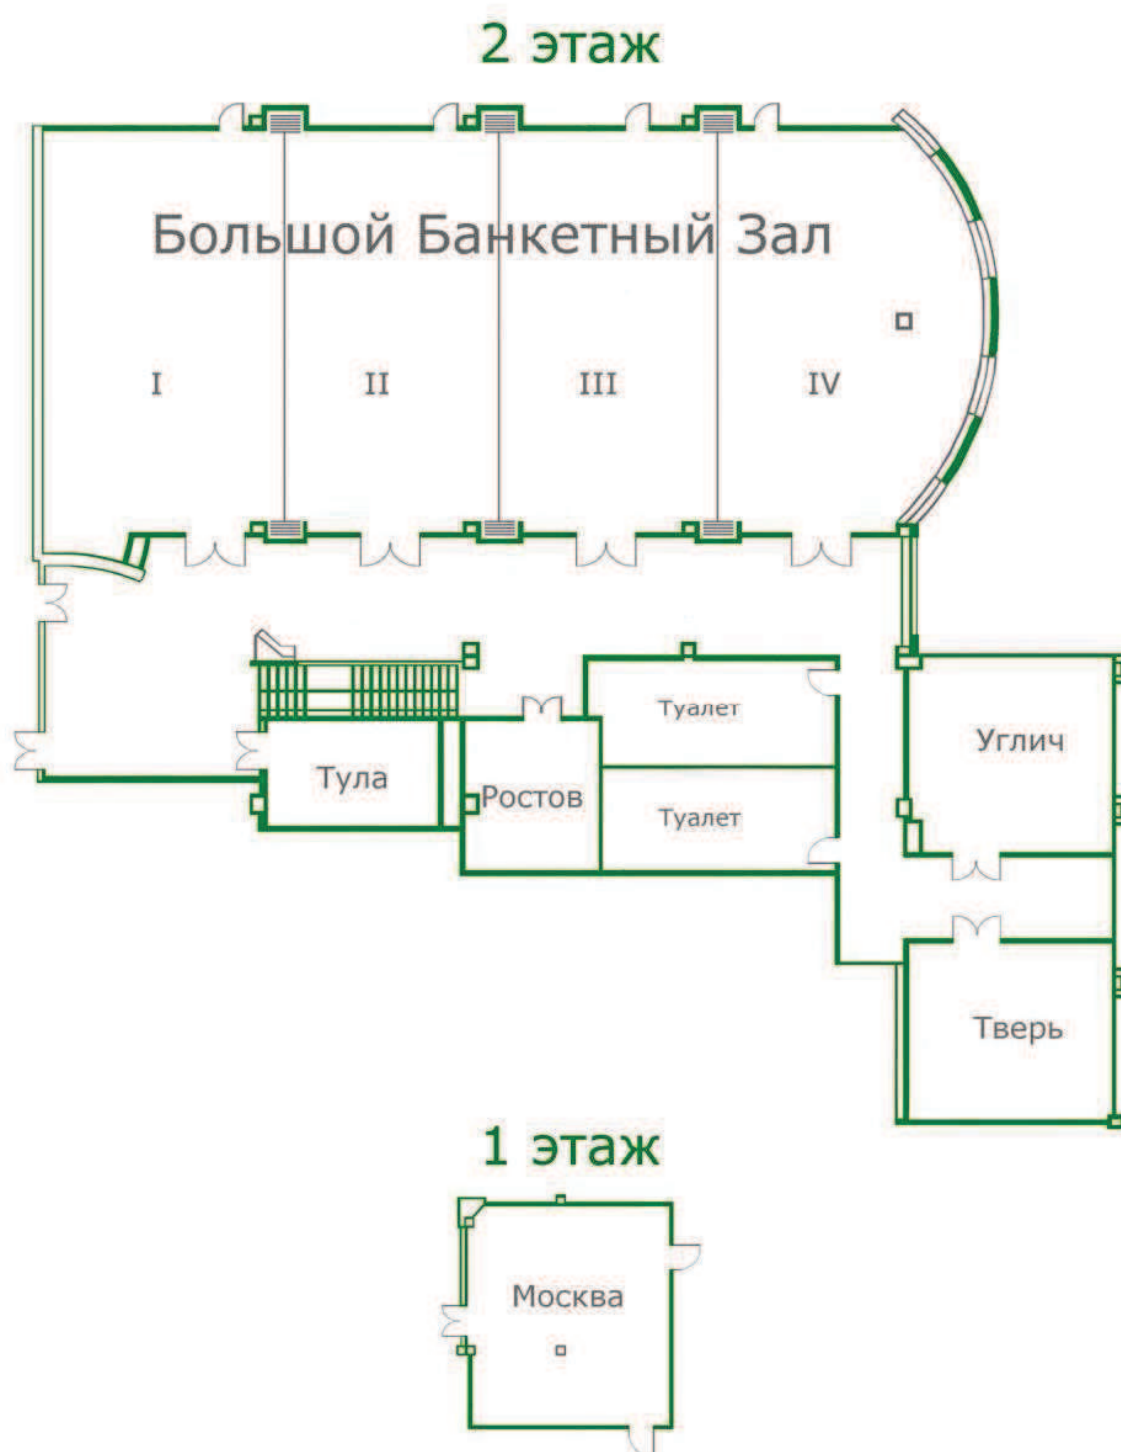 2 этаж
Большой Банкетный Зал
I
II
III
IV
Туалет
Углич
Тула
Ростов
Туалет
Тверь
1 этаж
Москва